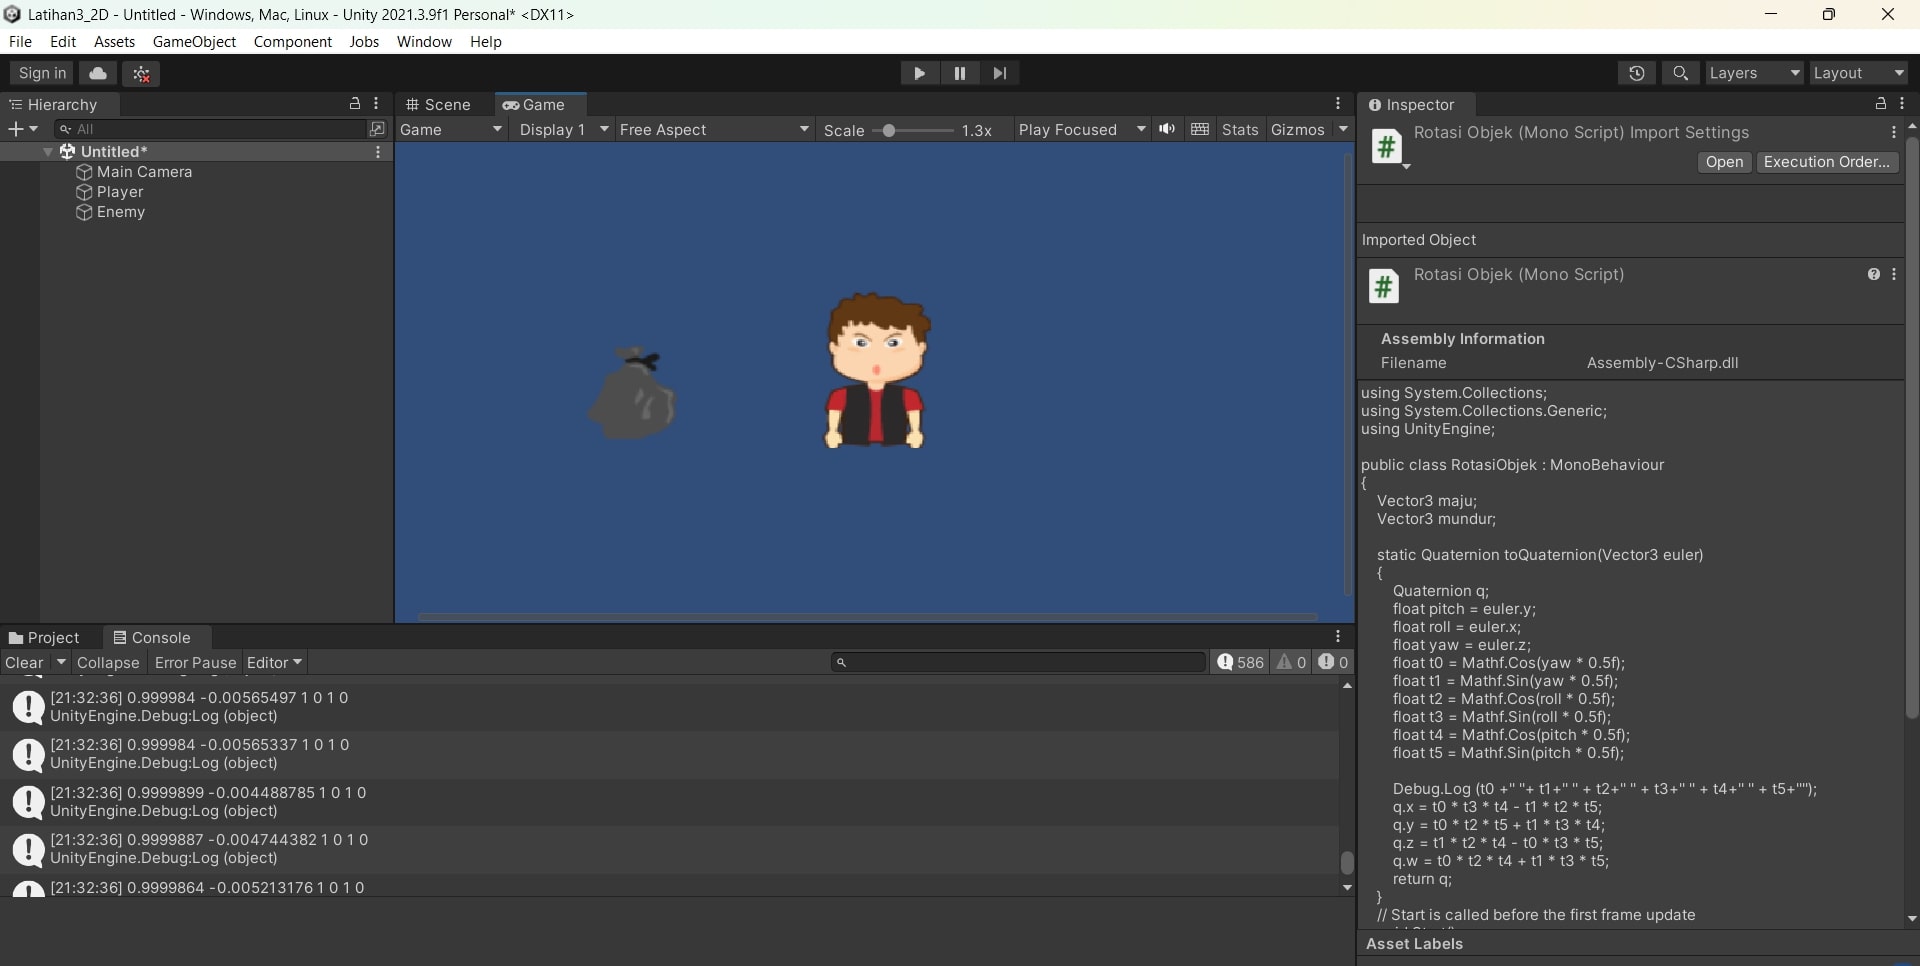 Latihan3_2D - Untitled - Windows, Mac, Linux - Unity 2021.3.9f1 Personal* <DX11>
File Edit Assets GameObject Component Jobs Window Help
Sign in Layers Layout
Hierarchy
All
Untitled*
Main Camera
Player
Enemy
Scene Game
Game Display 1 Free Aspect Scale 1.3x Play Focused Stats Gizmos
Project Console
Clear Collapse Error Pause Editor 586 0 0
[21:32:36] 0.999984 -0.00565497 1 0 1 0
UnityEngine.Debug:Log (object)
[21:32:36] 0.999984 -0.00565337 1 0 1 0
UnityEngine.Debug:Log (object)
[21:32:36] 0.9999899 -0.004488785 1 0 1 0
UnityEngine.Debug:Log (object)
[21:32:36] 0.9999887 -0.004744382 1 0 1 0
UnityEngine.Debug:Log (object)
[21:32:36] 0.9999864 -0.005213176 1 0 1 0
Inspector
Rotasi Objek (Mono Script) Import Settings
Open Execution Order...
Imported Object
Rotasi Objek (Mono Script)
Assembly Information
Filename Assembly-CSharp.dll
using System.Collections;
using System.Collections.Generic;
using UnityEngine;
public class RotasiObjek : MonoBehaviour
{
Vector3 maju;
Vector3 mundur;
static Quaternion toQuaternion(Vector3 euler)
{
Quaternion q;
float pitch = euler.y;
float roll = euler.x;
float yaw = euler.z;
float t0 = Mathf.Cos(yaw * 0.5f);
float t1 = Mathf.Sin(yaw * 0.5f);
float t2 = Mathf.Cos(roll * 0.5f);
float t3 = Mathf.Sin(roll * 0.5f);
float t4 = Mathf.Cos(pitch * 0.5f);
float t5 = Mathf.Sin(pitch * 0.5f);
Debug.Log (t0 +" "+ t1+" " + t2+" " + t3+" " + t4+" " + t5+"");
q.x = t0 * t3 * t4 - t1 * t2 * t5;
q.y = t0 * t2 * t5 + t1 * t3 * t4;
q.z = t1 * t2 * t4 - t0 * t3 * t5;
q.w = t0 * t2 * t4 + t1 * t3 * t5;
return q;
}
// Start is called before the first frame update
Asset Labels